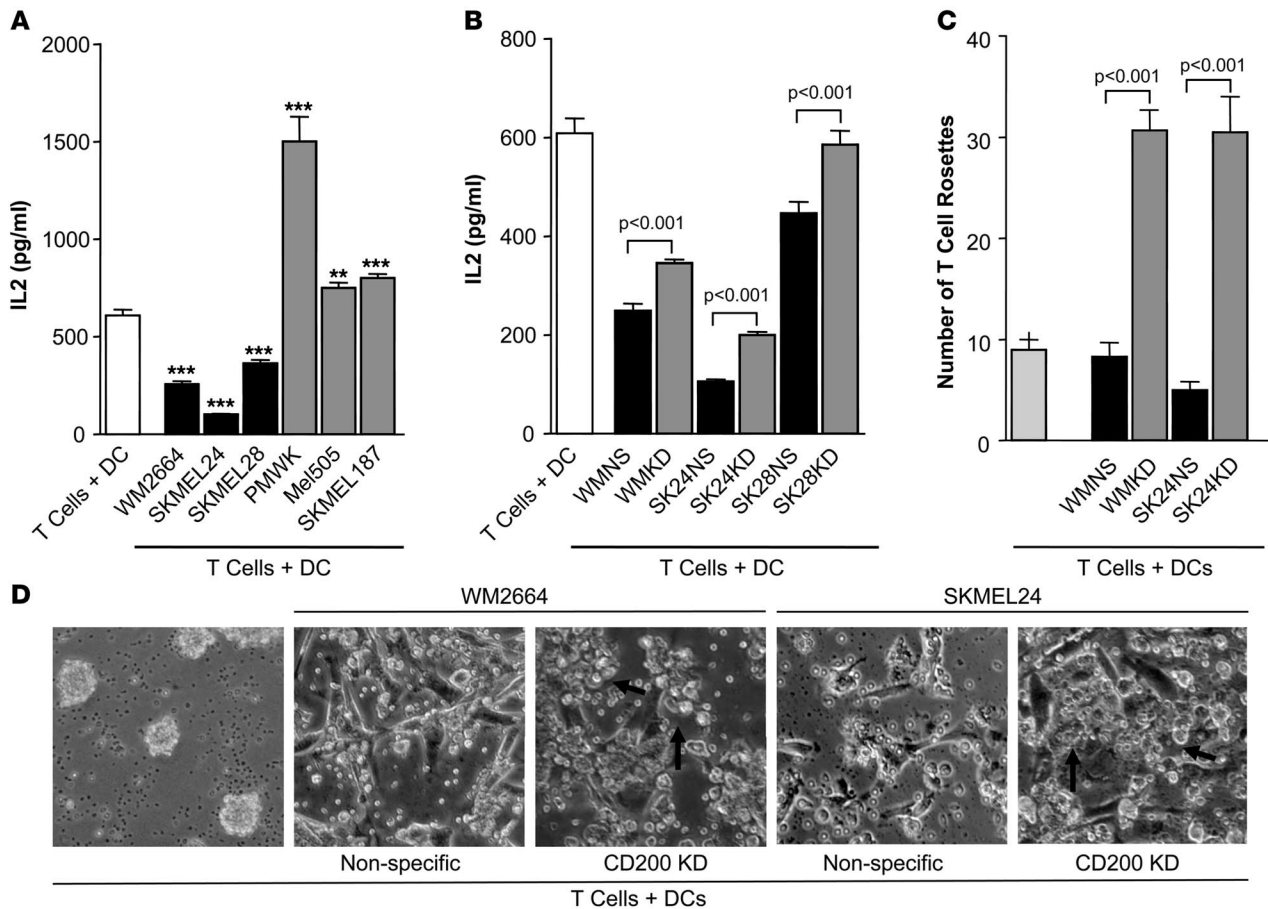 A
2000
1500
1000
500
0
IL2 (pg/ml)
***
***
***
***
**
***
T Cells + DC
WM2664
SKMEL24
SKMEL28
PMWK
Mel505
SKMEL187
T Cells + DC
B
800
600
400
200
0
IL2 (pg/ml)
p<0.001
p<0.001
p<0.001
T Cells + DC
WMNS
WMKD
SK24NS
SK24KD
SK28NS
SK28KD
T Cells + DC
C
40
30
20
10
0
Number of T Cell Rosettes
p<0.001
p<0.001
WMNS
WMKD
SK24NS
SK24KD
T Cells + DCs
D
WM2664
SKMEL24
Non-specific
CD200 KD
Non-specific
CD200 KD
T Cells + DCs